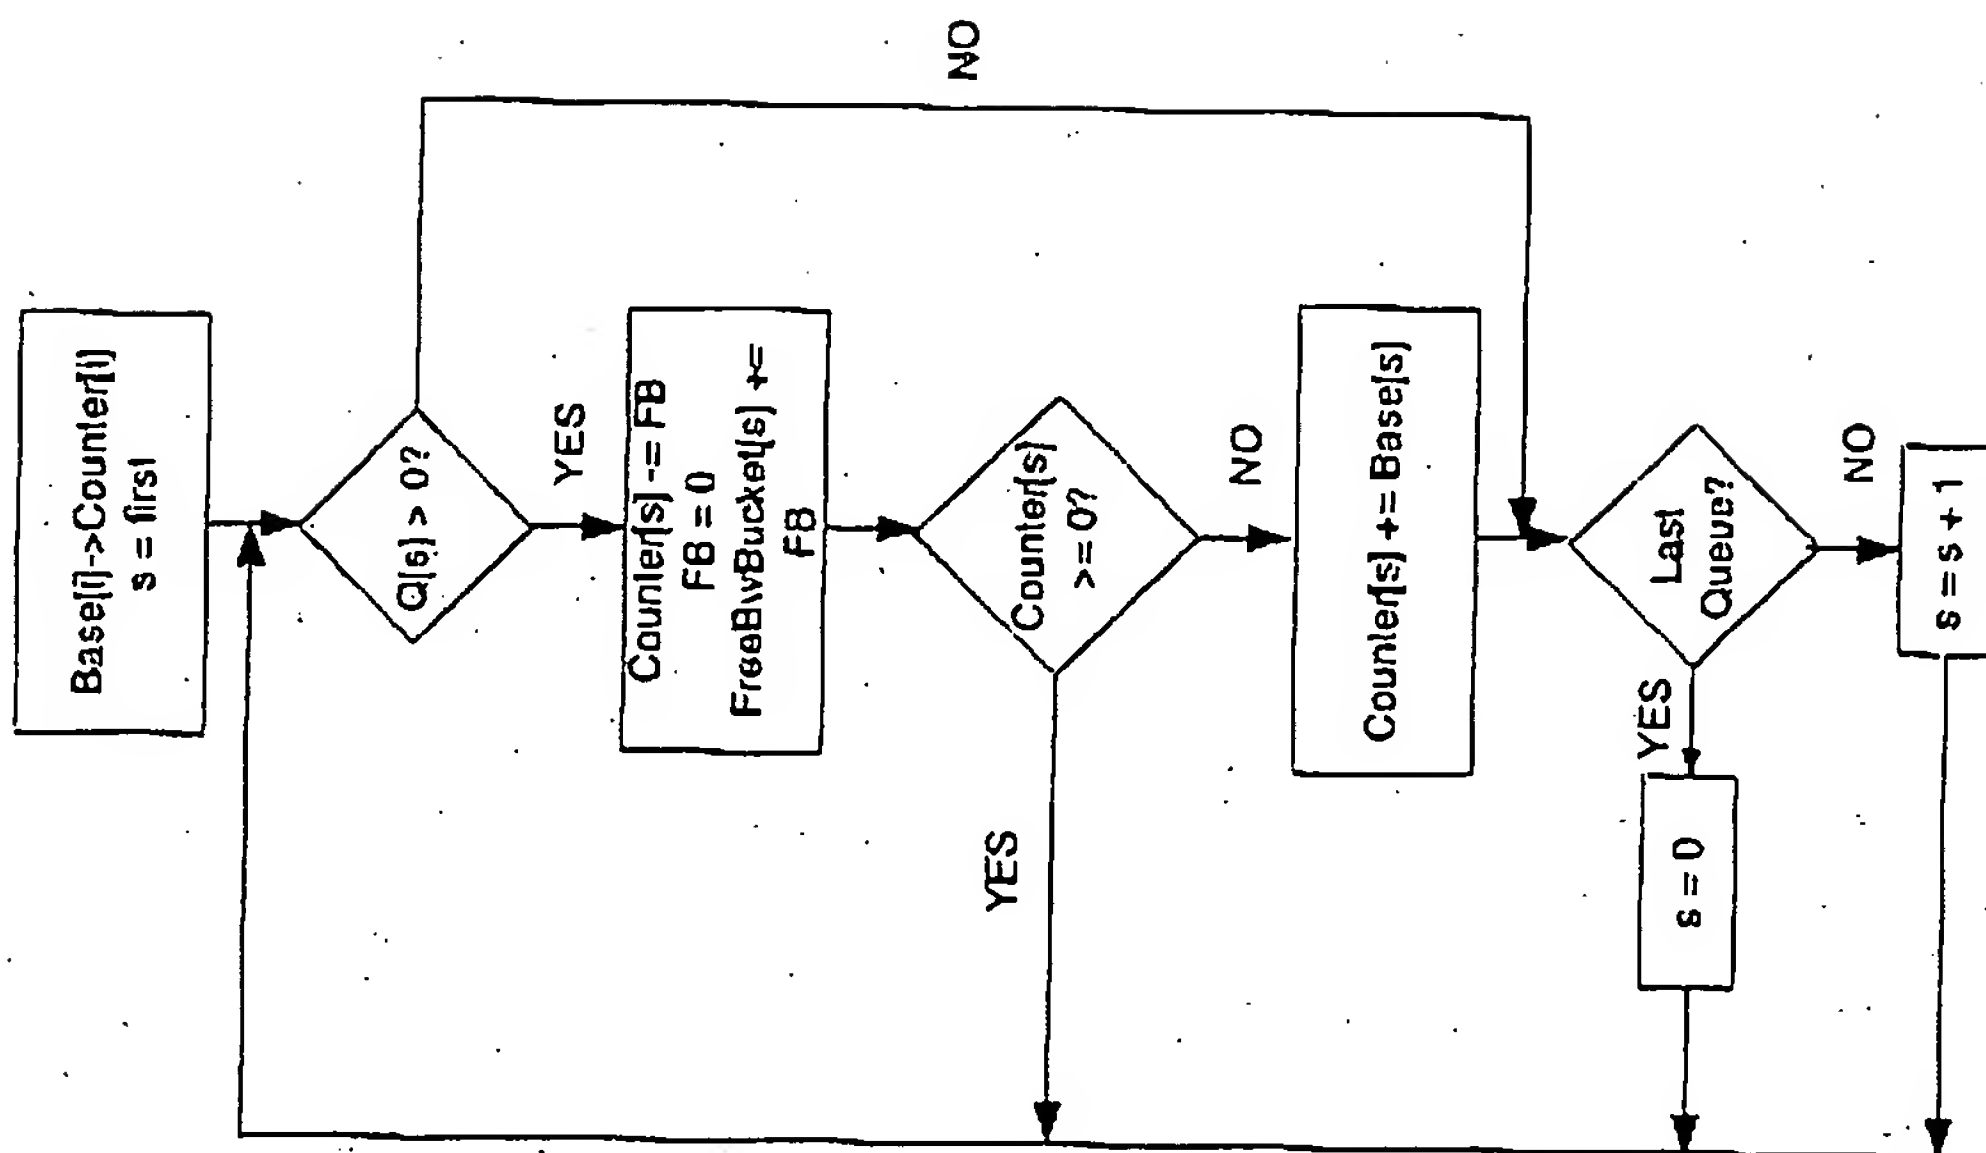 Base[i]->Counter[i]
s = first
Q[s] > 0?
NO
YES
Counter[s] -= FB
FB = 0
FreeBwBucket[s] +=
FB
Counter[s]
>= 0?
YES
NO
Counter[s] += Base[s]
Last
Queue?
YES
NO
s = 0
s = s + 1